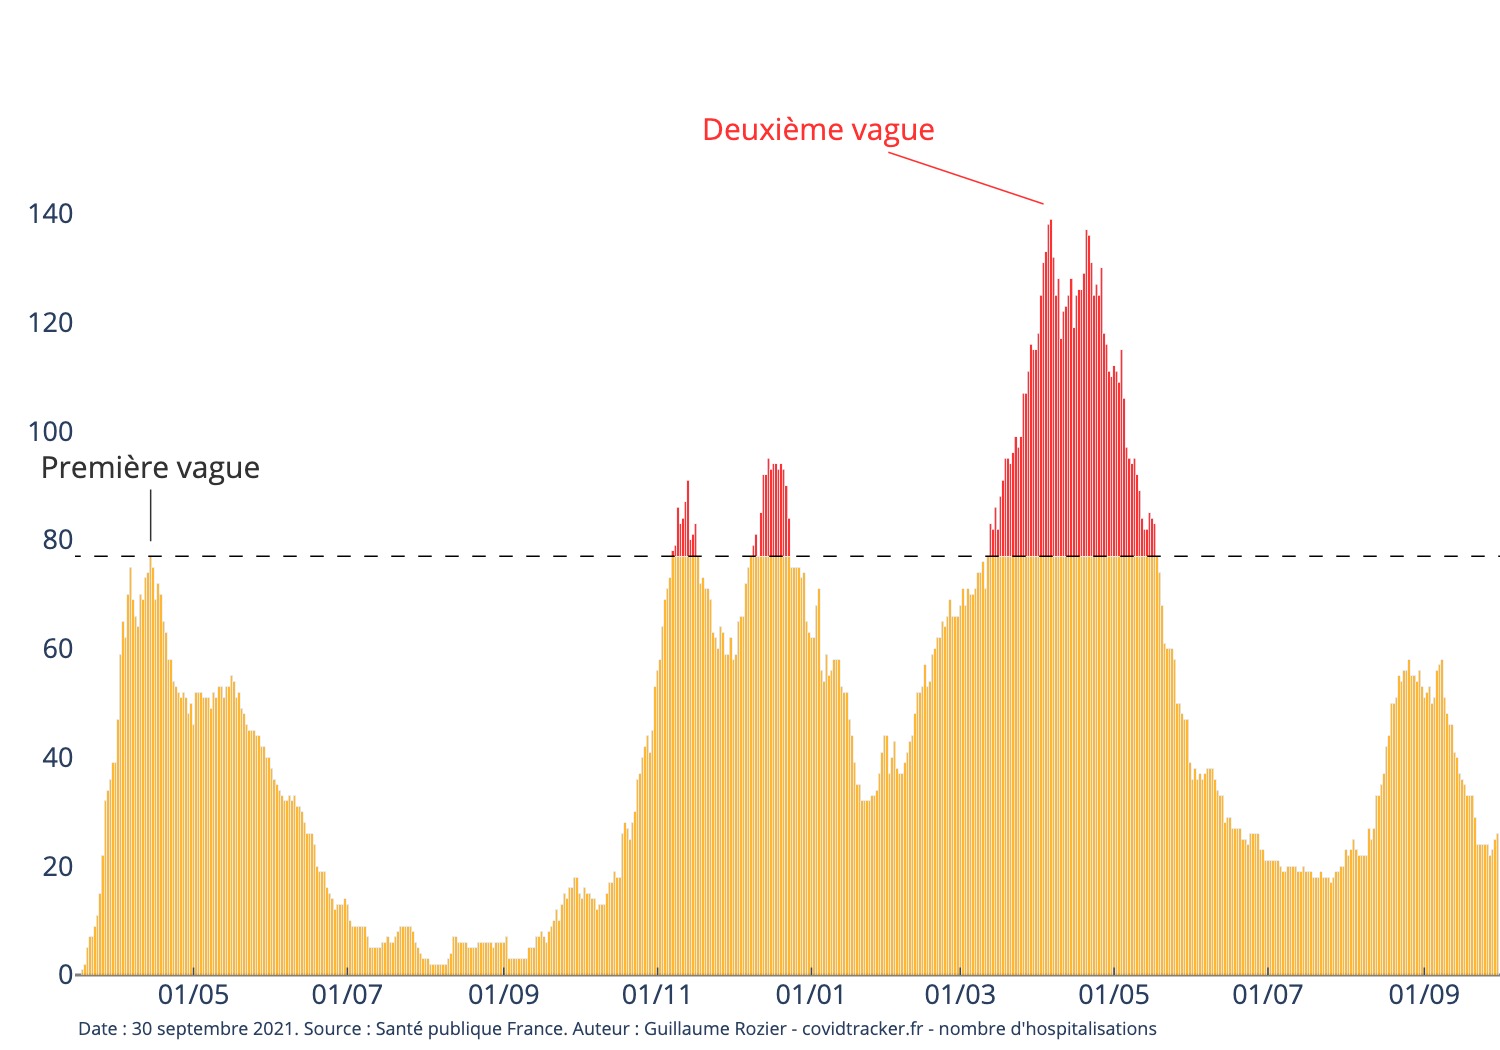 Deuxième vague
140
120
100
Première vague
80
60
40
20
0
01/05 01/07 01/09 01/11 01/01 01/03 01/05 01/07 01/09
Date : 30 septembre 2021. Source : Santé publique France. Auteur : Guillaume Rozier - covidtracker.fr - nombre d'hospitalisations